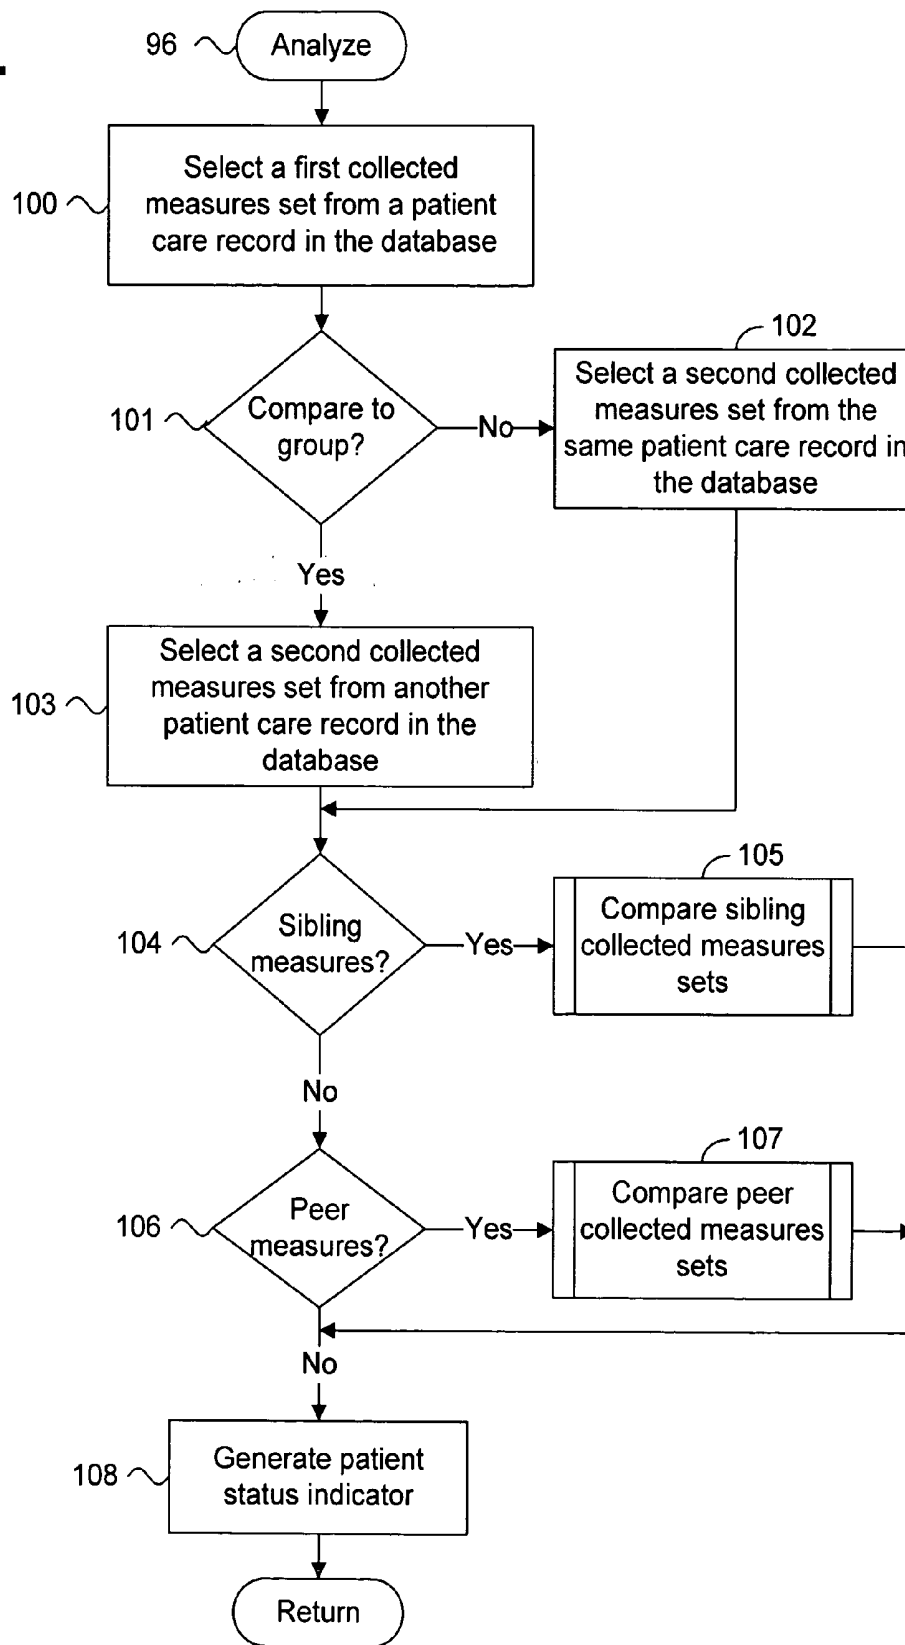 96
Analyze
Select a first collected
measures set from a patient
care record in the database
100
102
Select a second collected
measures set from the
same patient care record in
the database
101
Compare to
group?
No
Yes
Select a second collected
measures set from another
patient care record in the
database
103
105
104
Sibling
measures?
Yes
Compare sibling
collected measures
sets
No
107
106
Peer
measures?
Yes
Compare peer
collected measures
sets
No
108
Generate patient
status indicator
Return